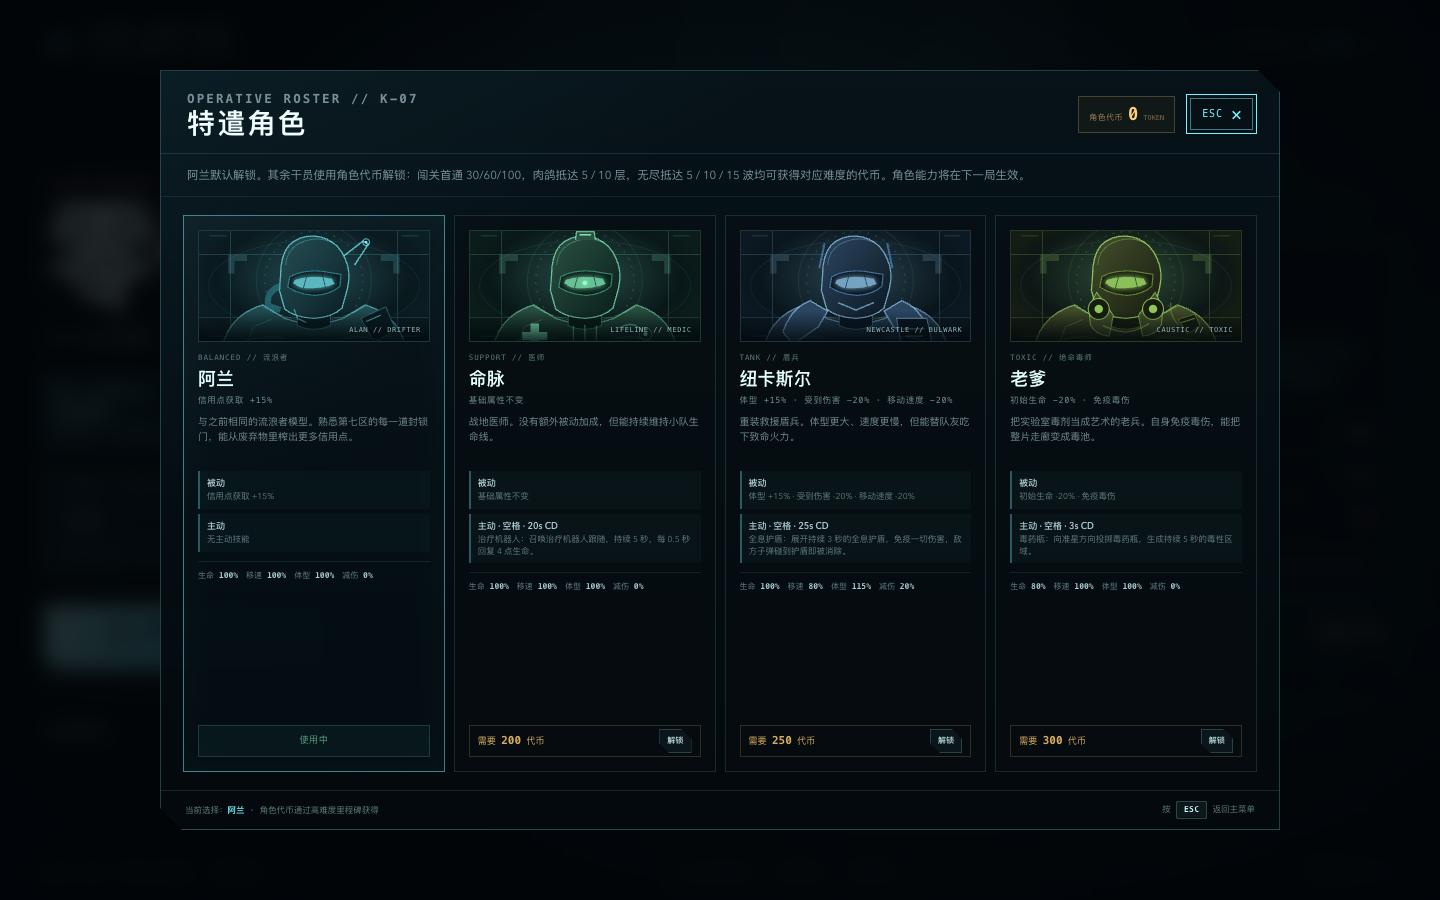 OPERATIVE ROSTER // K-07
特遣角色
角色代币 0 TOKEN
ESC ×
阿兰默认解锁。其余干员使用角色代币解锁：闯关首通 30/60/100，肉鸽抵达 5 / 10 层，无尽抵达 5 / 10 / 15 波均可获得对应难度的代币。角色能力将在下一局生效。
ALAN // DRIFTER
BALANCED // 流浪者
阿兰
信用点获取 +15%
与之前相同的流浪者模型。熟悉第七区的每一道封锁
门，能从废弃物里榨出更多信用点。
被动
信用点获取 +15%
主动
无主动技能
生命 100% 移速 100% 体型 100% 减伤 0%
使用中
LIFELINE // MEDIC
SUPPORT // 医师
命脉
基础属性不变
战地医师。没有额外被动加成，但能持续维持小队生
命线。
被动
基础属性不变
主动 · 空格 · 20s CD
治疗机器人：召唤治疗机器人跟随，持续 5 秒，每 0.5 秒
回复 4 点生命。
生命 100% 移速 100% 体型 100% 减伤 0%
需要 200 代币
解锁
NEWCASTLE // BULWARK
TANK // 盾兵
纽卡斯尔
体型 +15% · 受到伤害 -20% · 移动速度 -20%
重装救援盾兵。体型更大、速度更慢，但能替队友吃
下致命火力。
被动
体型 +15% · 受到伤害 -20% · 移动速度 -20%
主动 · 空格 · 25s CD
全息护盾：展开持续 3 秒的全息护盾，免疫一切伤害，敌
方子弹碰到护盾即被消除。
生命 100% 移速 80% 体型 115% 减伤 20%
需要 250 代币
解锁
CAUSTIC // TOXIC
TOXIC // 绝命毒师
老爹
初始生命 -20% · 免疫毒伤
把实验室毒剂当成艺术的老兵。自身免疫毒伤，能把
整片走廊变成毒池。
被动
初始生命 -20% · 免疫毒伤
主动 · 空格 · 3s CD
毒药瓶：向准星方向投掷毒药瓶，生成持续 5 秒的毒性区
域。
生命 80% 移速 100% 体型 100% 减伤 0%
需要 300 代币
解锁
当前选择：阿兰 · 角色代币通过高难度里程碑获得
按 ESC 返回主菜单